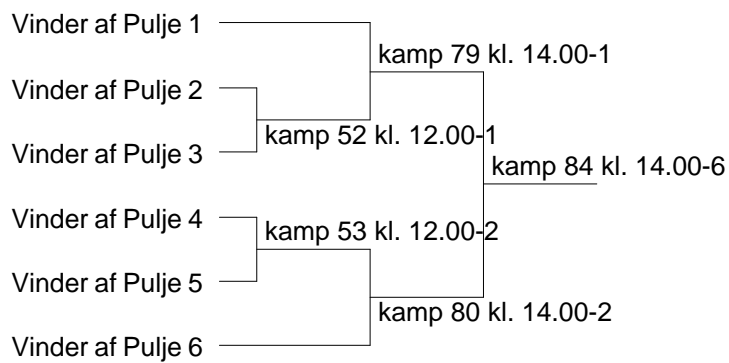 Vinder af Pulje 1
kamp 79 kl. 14.00-1
Vinder af Pulje 2
kamp 52 kl. 12.00-1
Vinder af Pulje 3
kamp 84 kl. 14.00-6
Vinder af Pulje 4
kamp 53 kl. 12.00-2
Vinder af Pulje 5
kamp 80 kl. 14.00-2
Vinder af Pulje 6